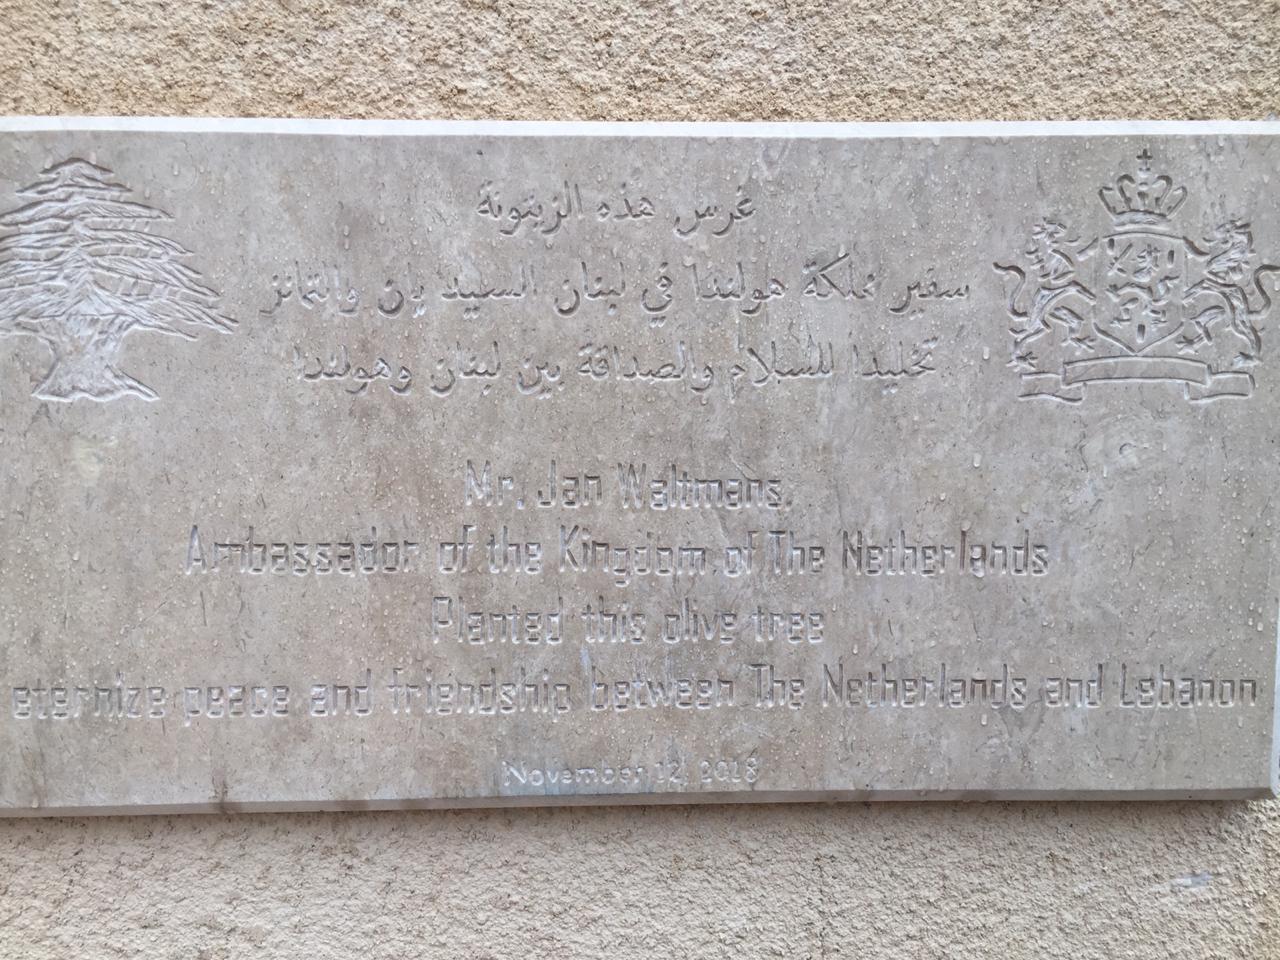 غرس هذه الزيتونة
سفير مملكة هولندا في لبنان السيد يان والتمانز
تخليدا للسلام والصداقة بين لبنان وهولندا
Mr. Jan Waltmans,
Ambassador of the Kingdom of The Netherlands
Planted this olive tree
eternize peace and friendship between The Netherlands and Lebanon
November 12, 2018